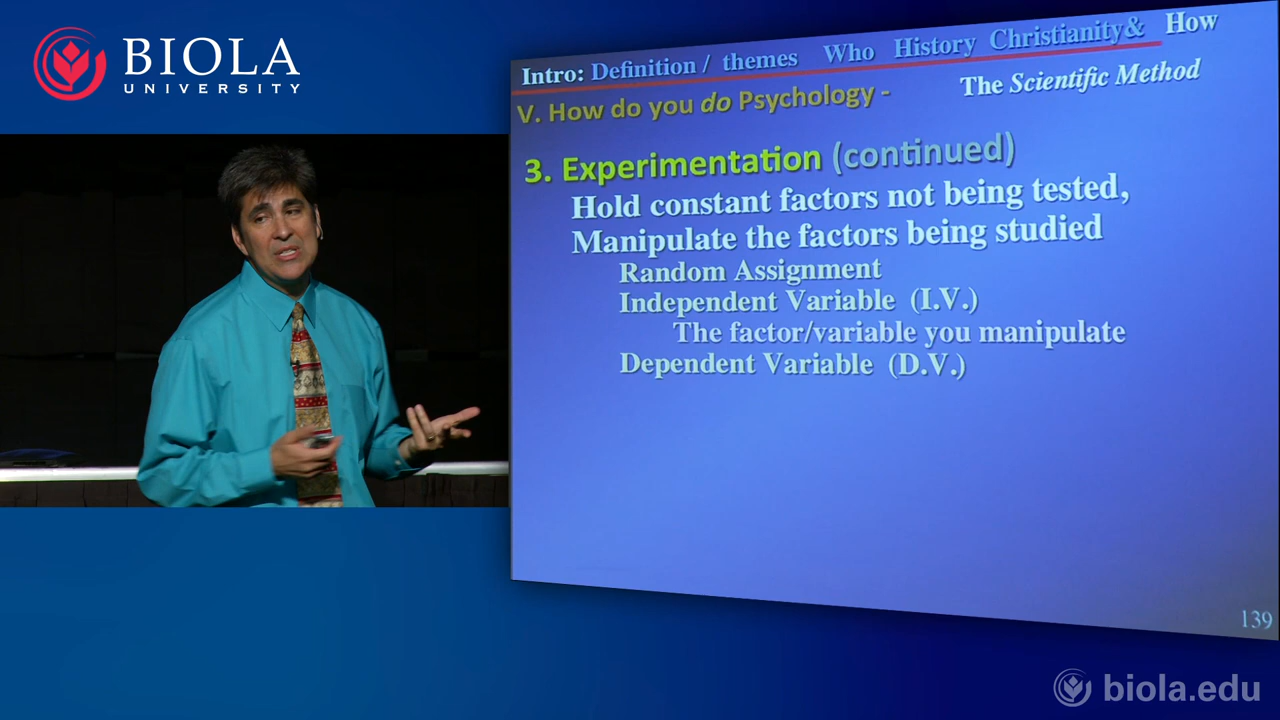 BIOLA
UNIVERSITY
Intro: Definition / themes Who History Christianity& How
V. How do you do Psychology - The Scientific Method
3. Experimentation (continued)
Hold constant factors not being tested,
Manipulate the factors being studied
Random Assignment
Independent Variable (I.V.)
The factor/variable you manipulate
Dependent Variable (D.V.)
139
biola.edu